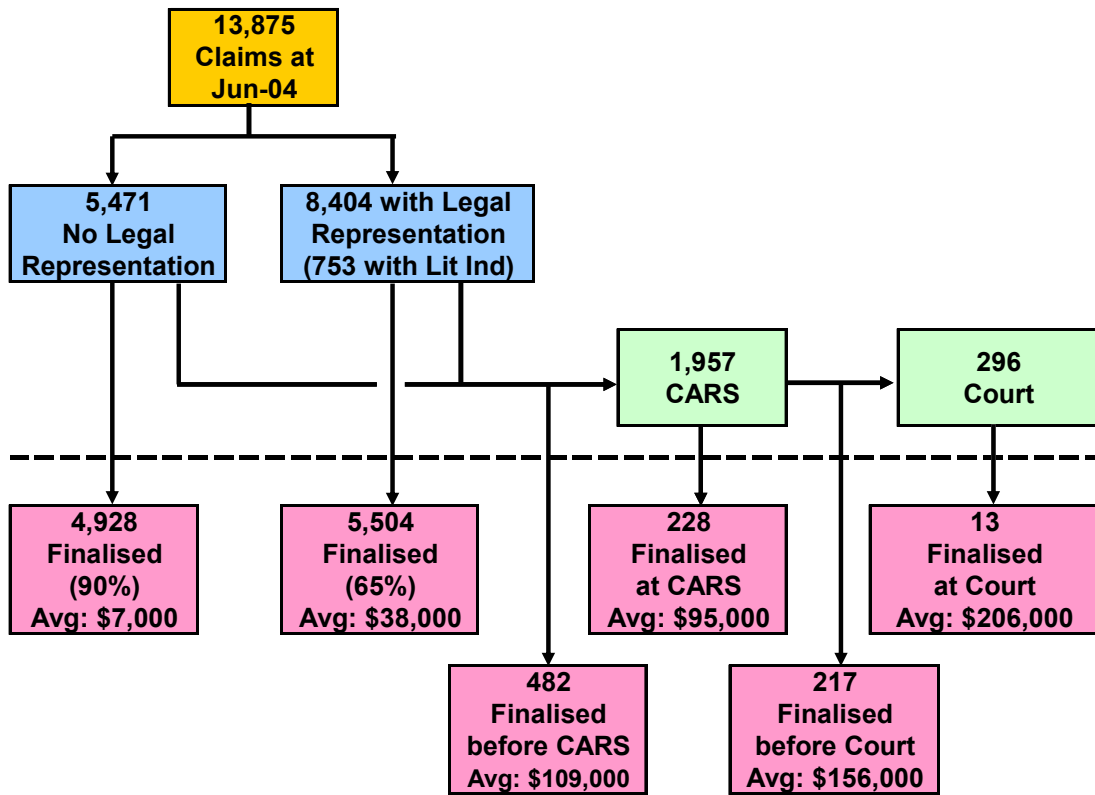 13,875
Claims at
Jun-04
5,471
No Legal
Representation
8,404 with Legal
Representation
(753 with Lit Ind)
1,957
CARS
296
Court
4,928
Finalised
(90%)
Avg: $7,000
5,504
Finalised
(65%)
Avg: $38,000
228
Finalised
at CARS
Avg: $95,000
13
Finalised
at Court
Avg: $206,000
482
Finalised
before CARS
Avg: $109,000
217
Finalised
before Court
Avg: $156,000